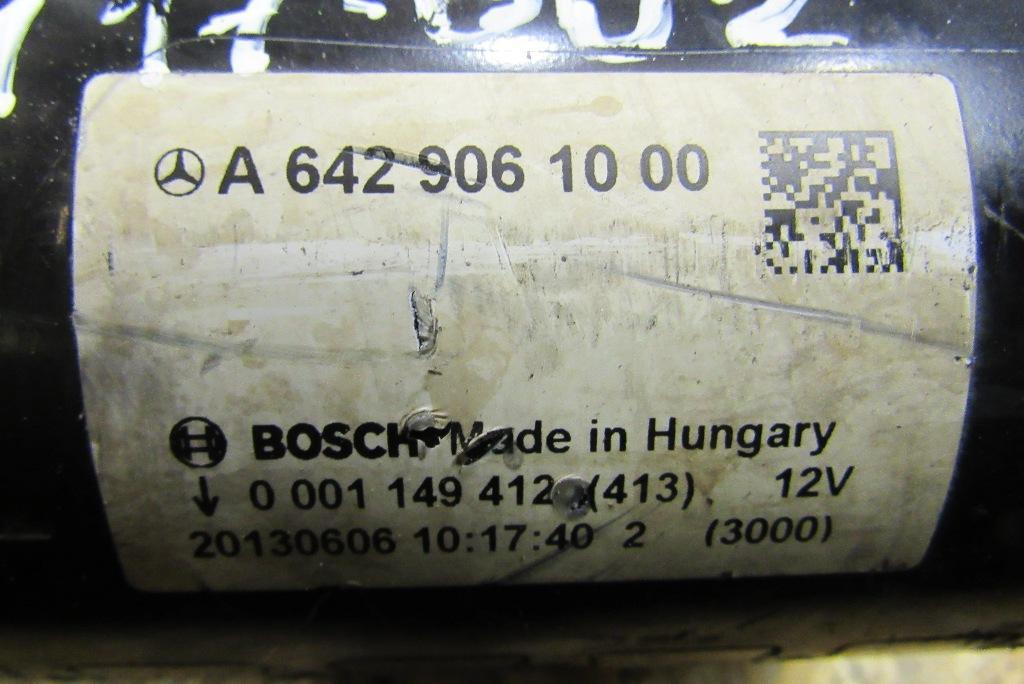 A 642 906 10 00
BOSCH Made in Hungary
0 001 149 412 (413) 12V
20130606 10:17:40 2 (3000)